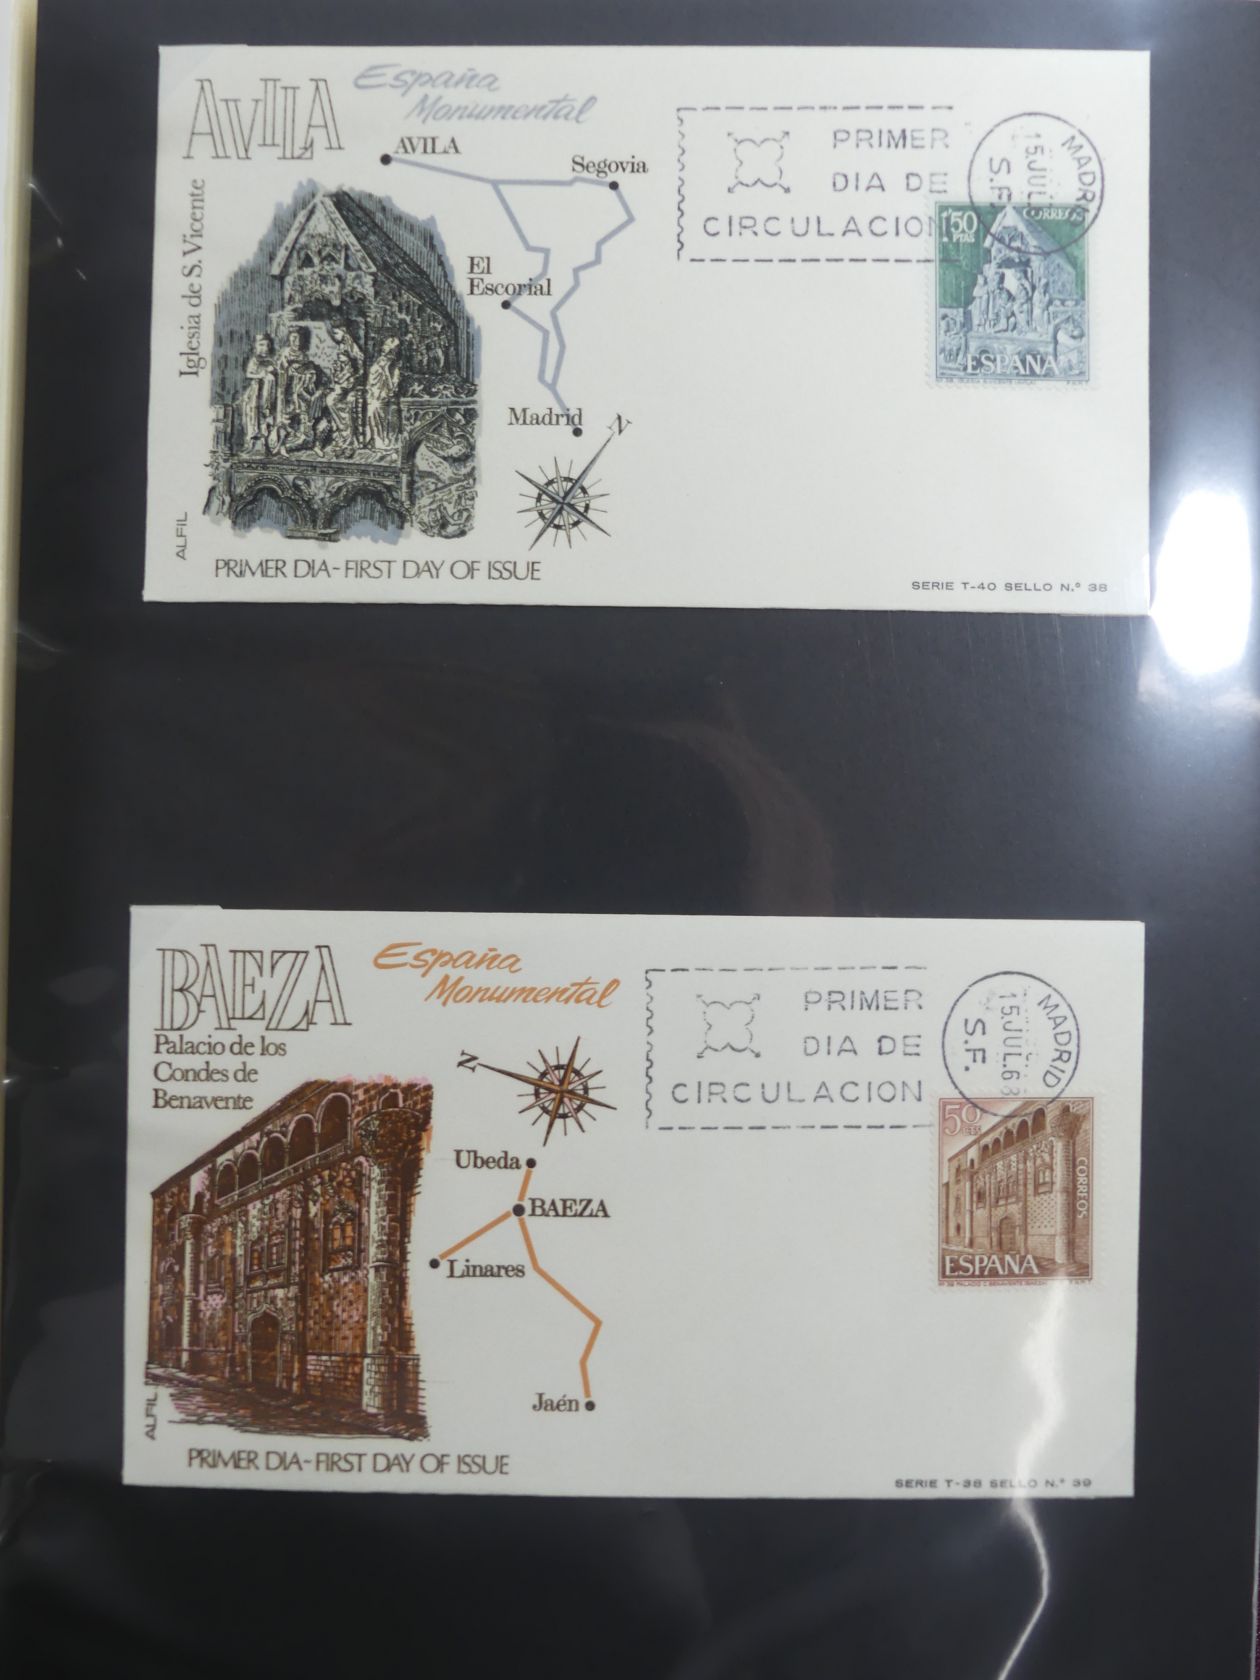 AVILA
España
Monumental
Iglesia de S. Vicente
AVILA
Segovia
El
Escorial
Madrid
N
ALFIL
PRIMER DIA-FIRST DAY OF ISSUE
PRIMER
DIA DE
CIRCULACION
MADRI
15.JUL.
S.F.
1'50
PTAS
CORREOS
ESPAÑA
SERIE T-40 SELLO N.º 38
BAEZA
España
Monumental
Palacio de los
Condes de
Benavente
N
Ubeda
BAEZA
Linares
Jaén
ALFIL
PRIMER DIA-FIRST DAY OF ISSUE
PRIMER
DIA DE
CIRCULACION
MADRID
15.JUL.68
S.F.
50
CTS
CORREOS
ESPAÑA
SERIE T-38 SELLO N.º 39